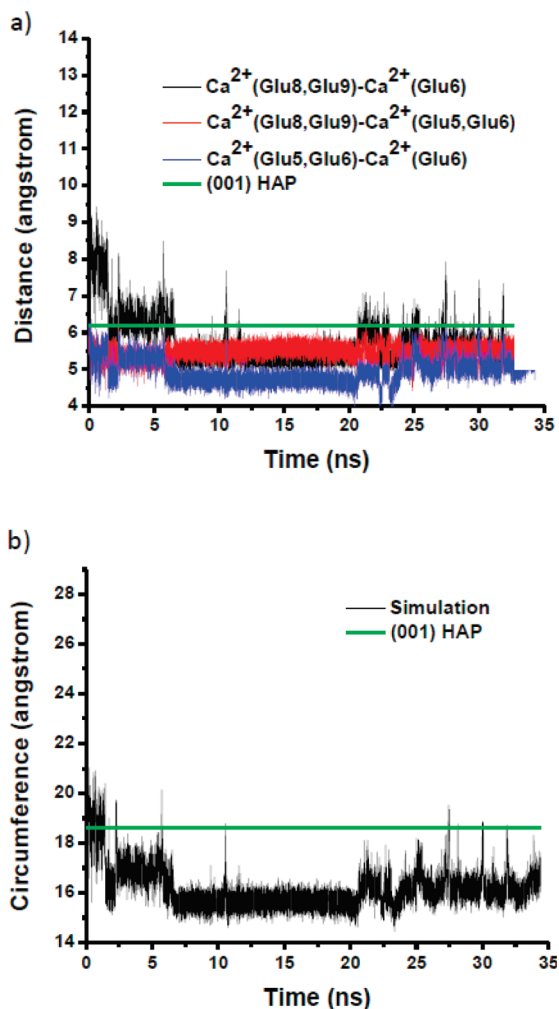 a)
14
13
12
11
10
9
8
7
6
5
4
Distance (angstrom)
Ca2+(Glu8,Glu9)-Ca2+(Glu6)
Ca2+(Glu8,Glu9)-Ca2+(Glu5,Glu6)
Ca2+(Glu5,Glu6)-Ca2+(Glu6)
(001) HAP
0 5 10 15 20 25 30 35
Time (ns)
b)
28
26
24
22
20
18
16
14
Circumference (angstrom)
Simulation
(001) HAP
0 5 10 15 20 25 30 35
Time (ns)